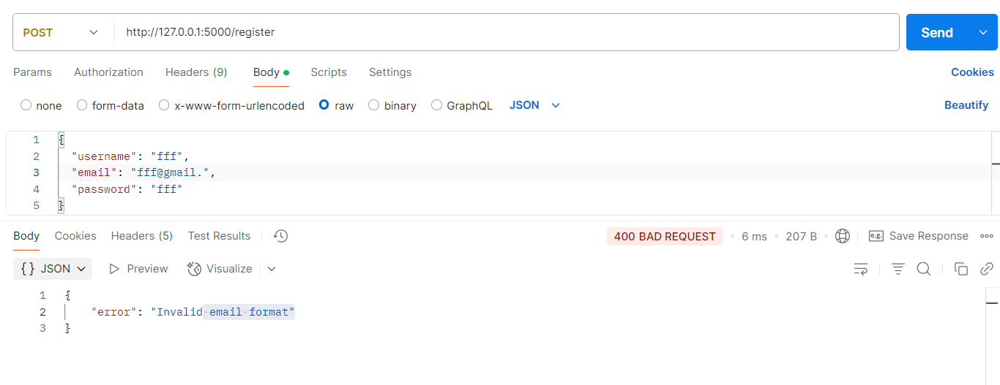 POST http://127.0.0.1:5000/register Send
Params Authorization Headers (9) Body Scripts Settings Cookies
none form-data x-www-form-urlencoded raw binary GraphQL JSON Beautify
1 {
2 "username": "fff",
3 "email": "fff@gmail.",
4 "password": "fff"
5 }
Body Cookies Headers (5) Test Results 400 BAD REQUEST • 6 ms • 207 B • e.g. Save Response
{} JSON Preview Visualize
1 {
2 "error": "Invalid email format"
3 }